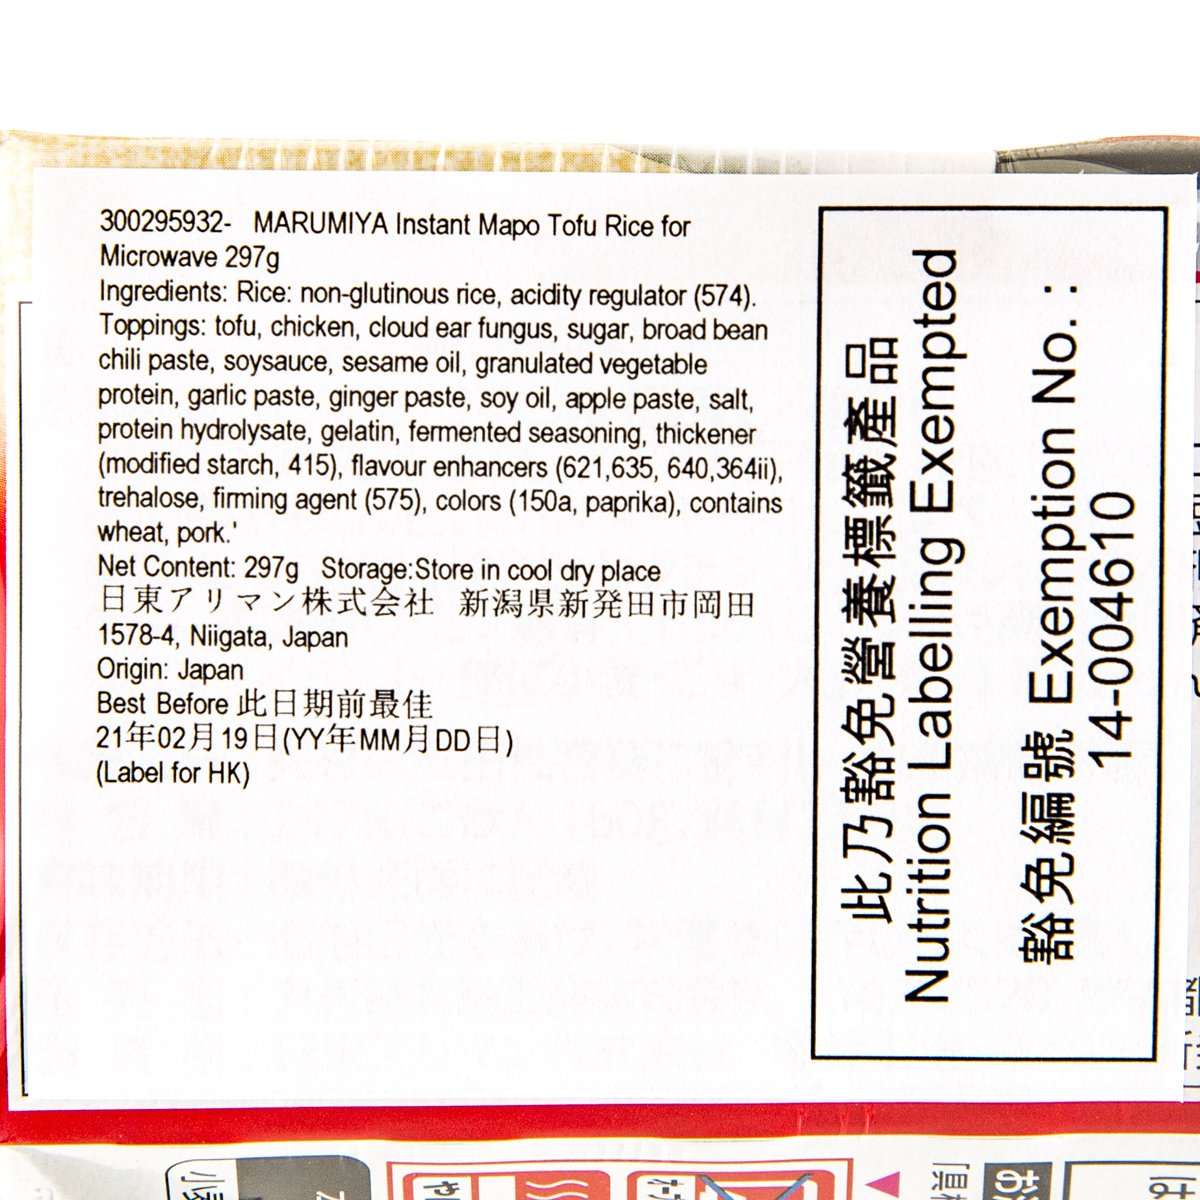 300295932- MARUMIYA Instant Mapo Tofu Rice for
Microwave 297g
Ingredients: Rice: non-glutinous rice, acidity regulator (574).
Toppings: tofu, chicken, cloud ear fungus, sugar, broad bean
chili paste, soysauce, sesame oil, granulated vegetable
protein, garlic paste, ginger paste, soy oil, apple paste, salt,
protein hydrolysate, gelatin, fermented seasoning, thickener
(modified starch, 415), flavour enhancers (621,635, 640,364ii),
trehalose, firming agent (575), colors (150a, paprika), contains
wheat, pork.'
Net Content: 297g Storage:Store in cool dry place
日東アリマン株式会社 新潟県新発田市岡田
1578-4, Niigata, Japan
Origin: Japan
Best Before 此日期前最佳
21年02月19日(YY年MM月DD日)
(Label for HK)
此乃豁免營養標籤產品
Nutrition Labelling Exempted
豁免編號 Exemption No. :
14-004610